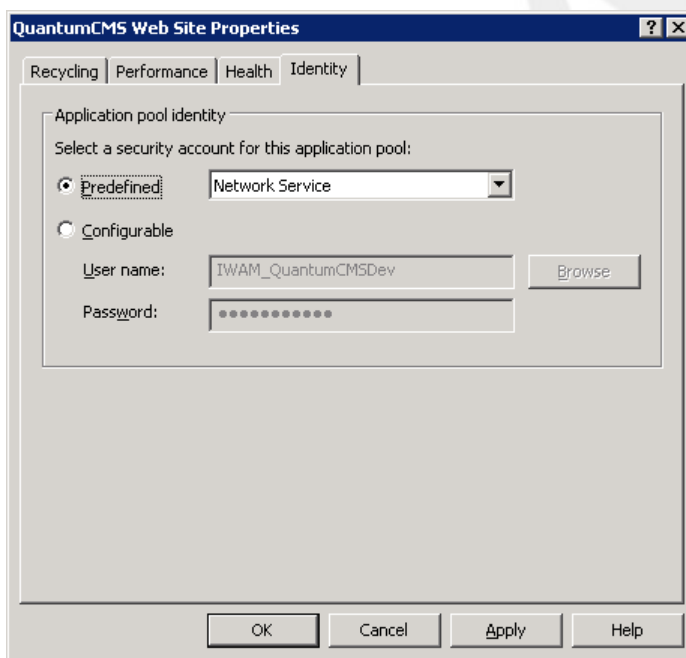 QuantumCMS Web Site Properties
Recycling Performance Health Identity
Application pool identity
Select a security account for this application pool:
Predefined Network Service
Configurable
User name: IWAM_QuantumCMSDev Browse
Password: ●●●●●●●●●●●
OK Cancel Apply Help